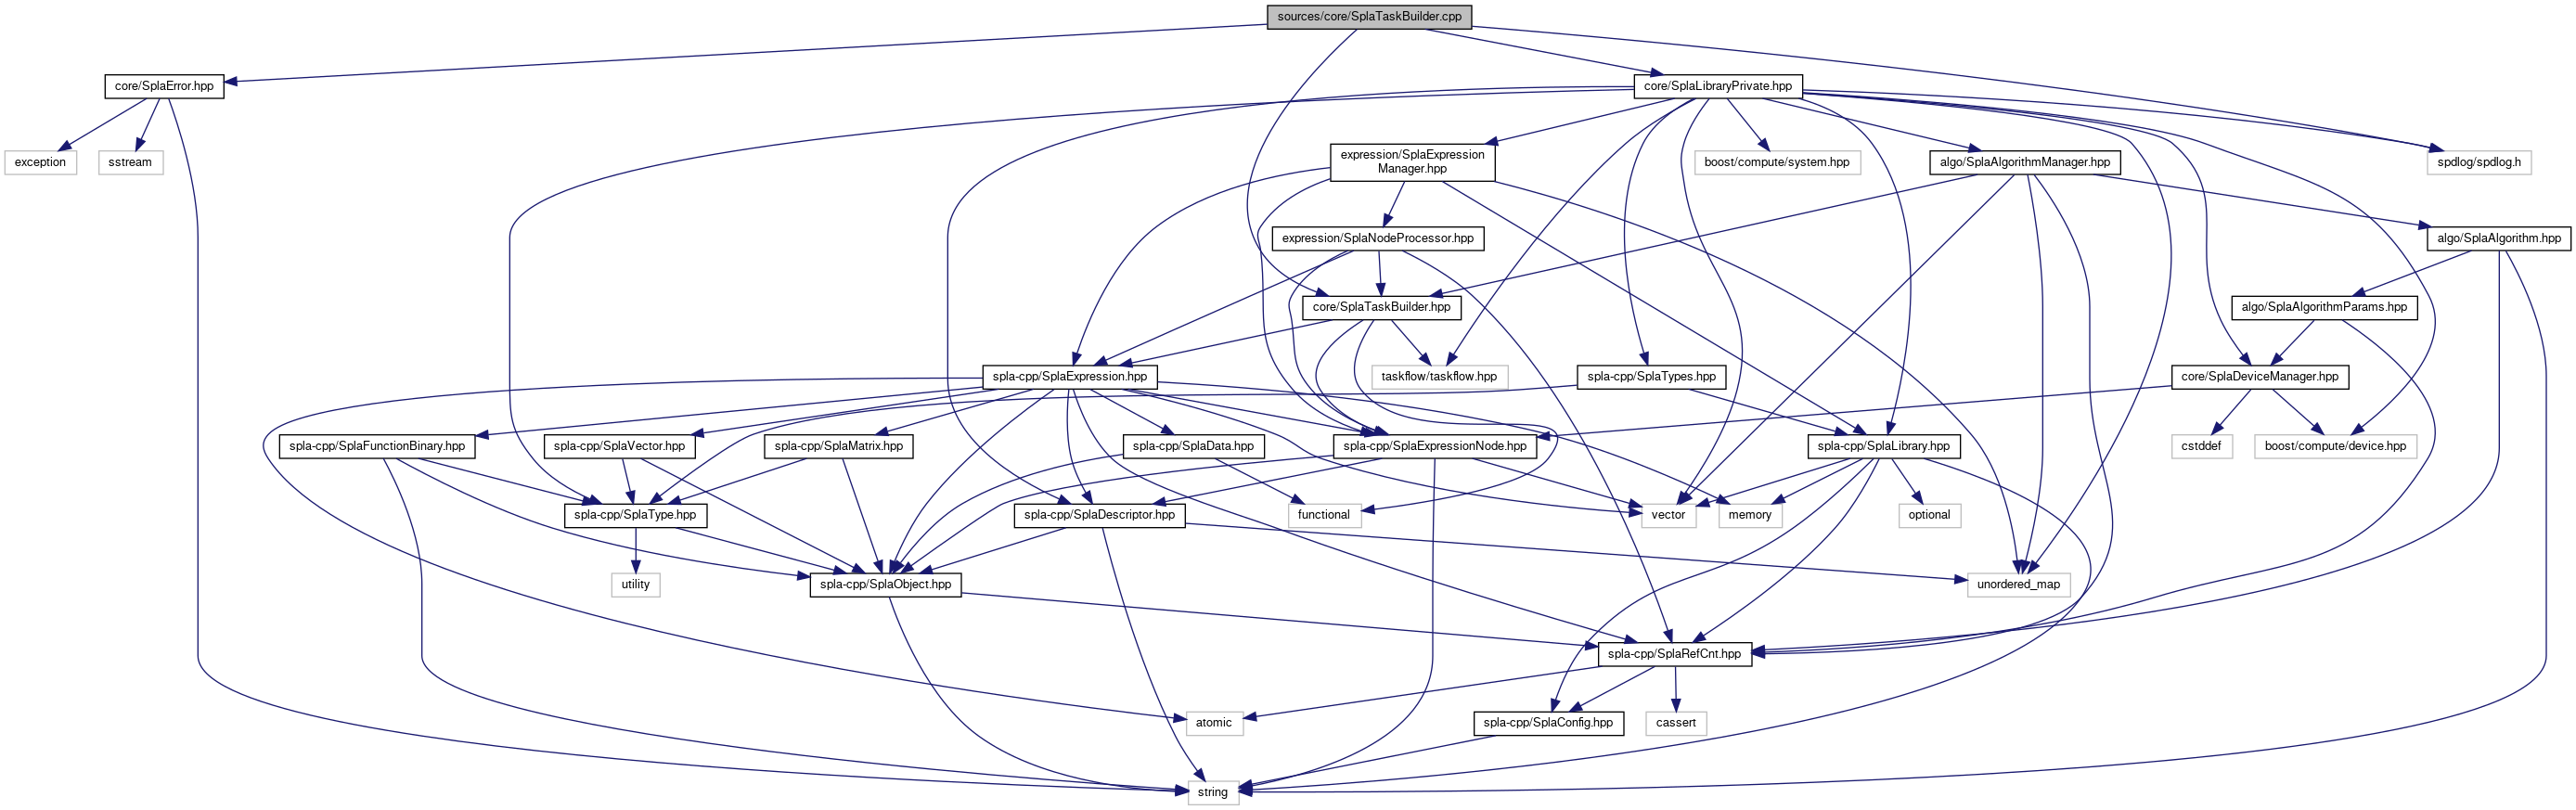 sources/core/SplaTaskBuilder.cpp
core/SplaError.hpp
core/SplaLibraryPrivate.hpp
exception
sstream
expression/SplaExpression
Manager.hpp
boost/compute/system.hpp
algo/SplaAlgorithmManager.hpp
spdlog/spdlog.h
expression/SplaNodeProcessor.hpp
algo/SplaAlgorithm.hpp
core/SplaTaskBuilder.hpp
algo/SplaAlgorithmParams.hpp
spla-cpp/SplaExpression.hpp
taskflow/taskflow.hpp
spla-cpp/SplaTypes.hpp
core/SplaDeviceManager.hpp
spla-cpp/SplaFunctionBinary.hpp
spla-cpp/SplaVector.hpp
spla-cpp/SplaMatrix.hpp
spla-cpp/SplaData.hpp
spla-cpp/SplaExpressionNode.hpp
spla-cpp/SplaLibrary.hpp
cstddef
boost/compute/device.hpp
spla-cpp/SplaType.hpp
spla-cpp/SplaDescriptor.hpp
functional
vector
memory
optional
utility
spla-cpp/SplaObject.hpp
unordered_map
spla-cpp/SplaRefCnt.hpp
atomic
spla-cpp/SplaConfig.hpp
cassert
string